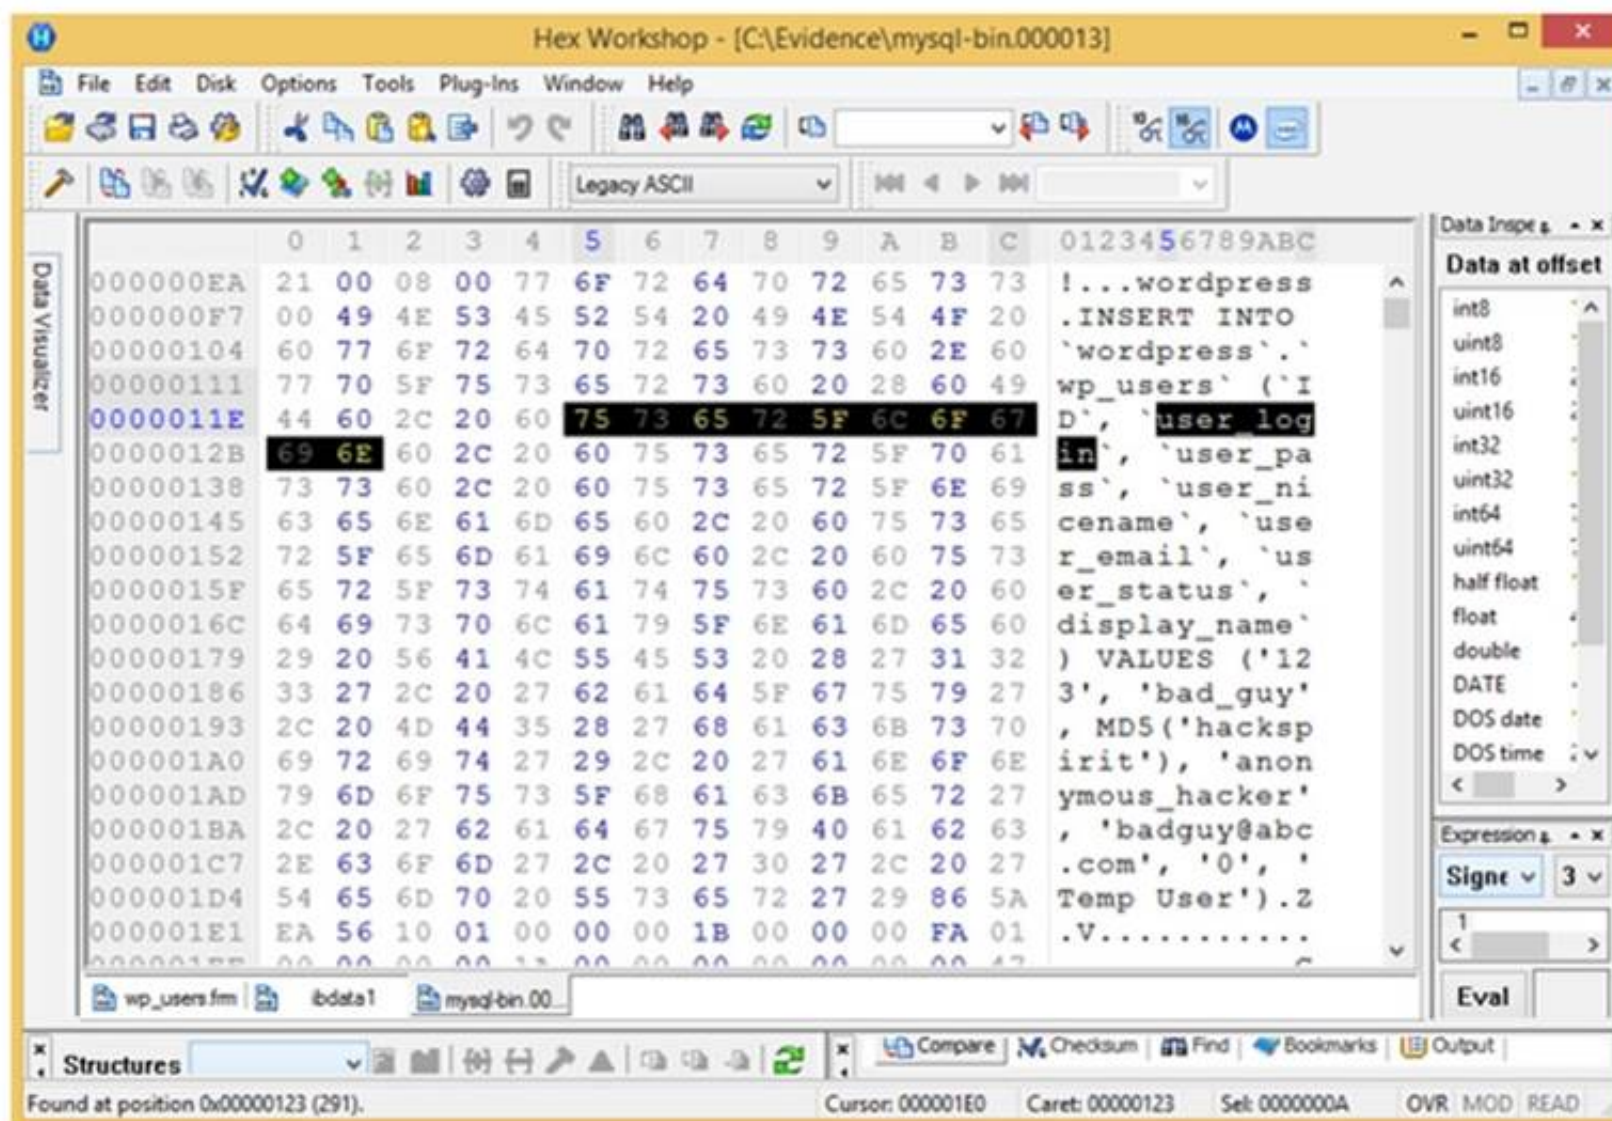 Hex Workshop - [C:\Evidence\mysql-bin.000013]
File Edit Disk Options Tools Plug-Ins Window Help
Legacy ASCII
Data Visualizer
0 1 2 3 4 5 6 7 8 9 A B C 0123456789ABC
000000EA 21 00 08 00 77 6F 72 64 70 72 65 73 73 !...wordpress
000000F7 00 49 4E 53 45 52 54 20 49 4E 54 4F 20 .INSERT INTO
00000104 60 77 6F 72 64 70 72 65 73 73 60 2E 60 `wordpress`.`
00000111 77 70 5F 75 73 65 72 73 60 20 28 60 49 wp_users` (`I
0000011E 44 60 2C 20 60 75 73 65 72 5F 6C 6F 67 D`, `user_log
0000012B 69 6E 60 2C 20 60 75 73 65 72 5F 70 61 in`, `user_pa
00000138 73 73 60 2C 20 60 75 73 65 72 5F 6E 69 ss`, `user_ni
00000145 63 65 6E 61 6D 65 60 2C 20 60 75 73 65 cename`, `use
00000152 72 5F 65 6D 61 69 6C 60 2C 20 60 75 73 r_email`, `us
0000015F 65 72 5F 73 74 61 74 75 73 60 2C 20 60 er_status`, `
0000016C 64 69 73 70 6C 61 79 5F 6E 61 6D 65 60 display_name`
00000179 29 20 56 41 4C 55 45 53 20 28 27 31 32 ) VALUES ('12
00000186 33 27 2C 20 27 62 61 64 5F 67 75 79 27 3', 'bad_guy'
00000193 2C 20 4D 44 35 28 27 68 61 63 6B 73 70 , MD5('hacksp
000001A0 69 72 69 74 27 29 2C 20 27 61 6E 6F 6E irit'), 'anon
000001AD 79 6D 6F 75 73 5F 68 61 63 6B 65 72 27 ymous_hacker'
000001BA 2C 20 27 62 61 64 67 75 79 40 61 62 63 , 'badguy@abc
000001C7 2E 63 6F 6D 27 2C 20 27 30 27 2C 20 27 .com', '0', '
000001D4 54 65 6D 70 20 55 73 65 72 27 29 86 5A Temp User').Z
000001E1 EA 56 10 01 00 00 00 1B 00 00 00 FA 01 .V...........
Data Inspe
Data at offset
int8
uint8
int16
uint16
int32
uint32
int64
uint64
half float
float
double
DATE
DOS date
DOS time
Expression
Signe 3
1
Eval
wp_users.frm ibdata1 mysql-bin.00...
Structures
Compare Checksum Find Bookmarks Output
Found at position 0x00000123 (291). Cursor: 000001E0 Caret: 00000123 Sel: 0000000A OVR MOD READ